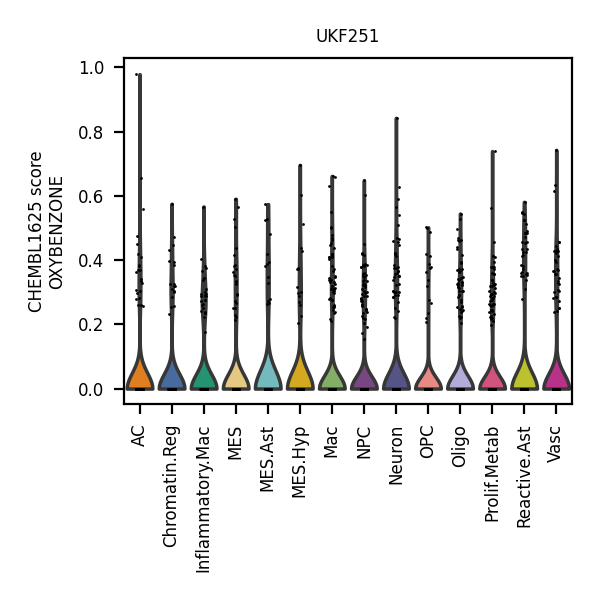 UKF251
CHEMBL1625 score
OXYBENZONE
1.0
0.8
0.6
0.4
0.2
0.0
AC
Chromatin.Reg
Inflammatory.Mac
MES
MES.Ast
MES.Hyp
Mac
NPC
Neuron
OPC
Oligo
Prolif.Metab
Reactive.Ast
Vasc